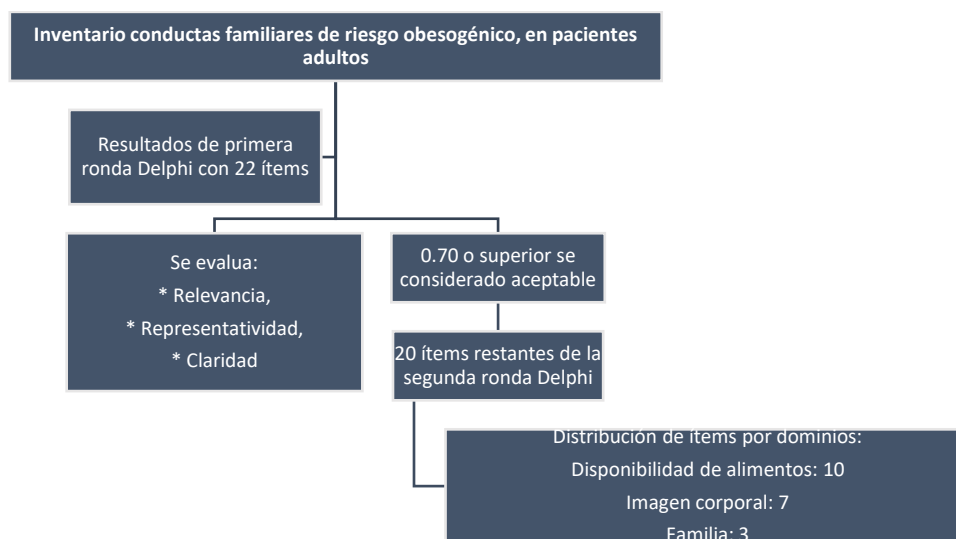 Inventario conductas familiares de riesgo obesogénico, en pacientes
adultos
Resultados de primera
ronda Delphi con 22 ítems
Se evalua:
* Relevancia,
* Representatividad,
* Claridad
0.70 o superior se
considerado aceptable
20 ítems restantes de la
segunda ronda Delphi
Distribución de ítems por dominios:
Disponibilidad de alimentos: 10
Imagen corporal: 7
Familia: 3